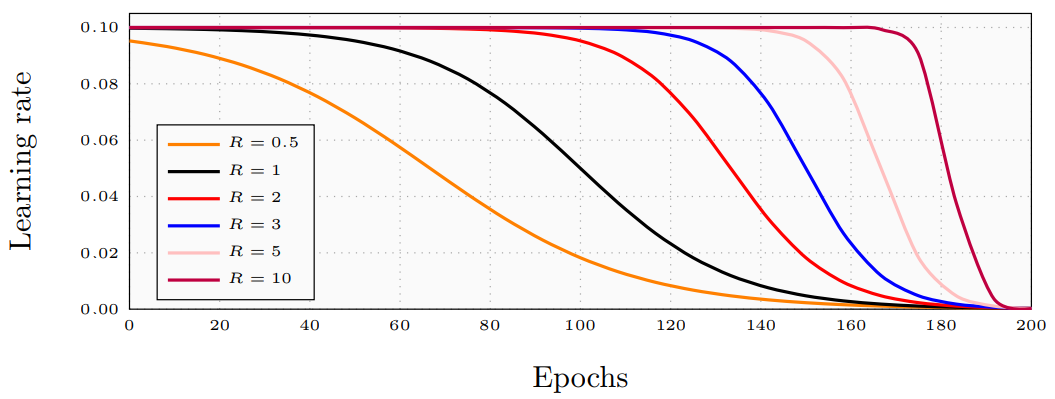 0.10
0.08
0.06
0.04
0.02
0.00
Learning rate
R = 0.5
R = 1
R = 2
R = 3
R = 5
R = 10
0 20 40 60 80 100 120 140 160 180 200
Epochs